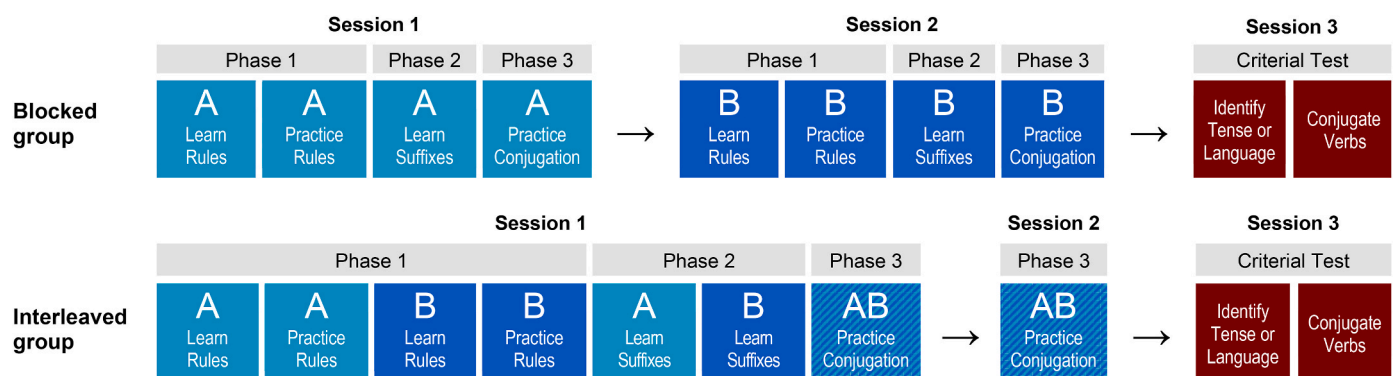 Session 1 Session 2 Session 3
Phase 1 Phase 2 Phase 3 Phase 1 Phase 2 Phase 3 Criterial Test
Blocked
group
A
Learn
Rules
A
Practice
Rules
A
Learn
Suffixes
A
Practice
Conjugation
→
B
Learn
Rules
B
Practice
Rules
B
Learn
Suffixes
B
Practice
Conjugation
→
Identify
Tense or
Language
Conjugate
Verbs
Session 1 Session 2 Session 3
Phase 1 Phase 2 Phase 3 Phase 3 Criterial Test
Interleaved
group
A
Learn
Rules
A
Practice
Rules
B
Learn
Rules
B
Practice
Rules
A
Learn
Suffixes
B
Learn
Suffixes
AB
Practice
Conjugation
→
AB
Practice
Conjugation
→
Identify
Tense or
Language
Conjugate
Verbs